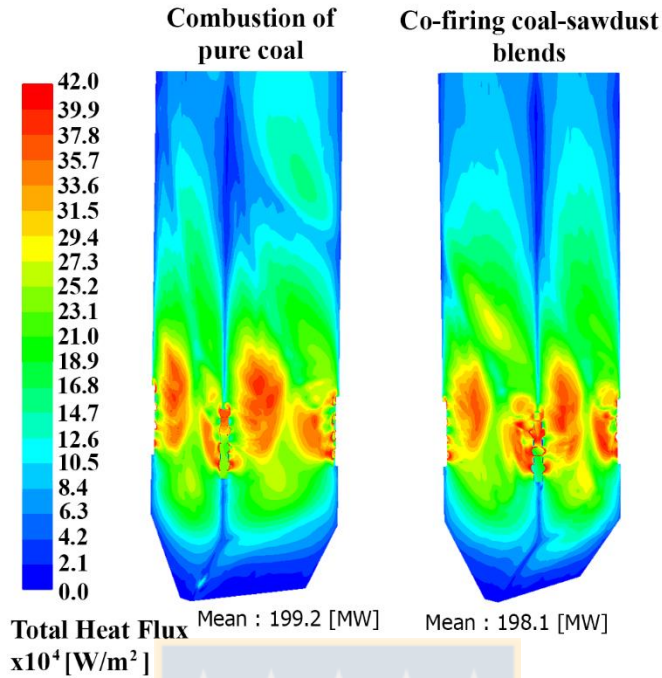 Combustion of
pure coal
Co-firing coal-sawdust
blends
42.0
39.9
37.8
35.7
33.6
31.5
29.4
27.3
25.2
23.1
21.0
18.9
16.8
14.7
12.6
10.5
8.4
6.3
4.2
2.1
0.0
Mean : 199.2 [MW]
Mean : 198.1 [MW]
Total Heat Flux
x10⁴ [W/m²]